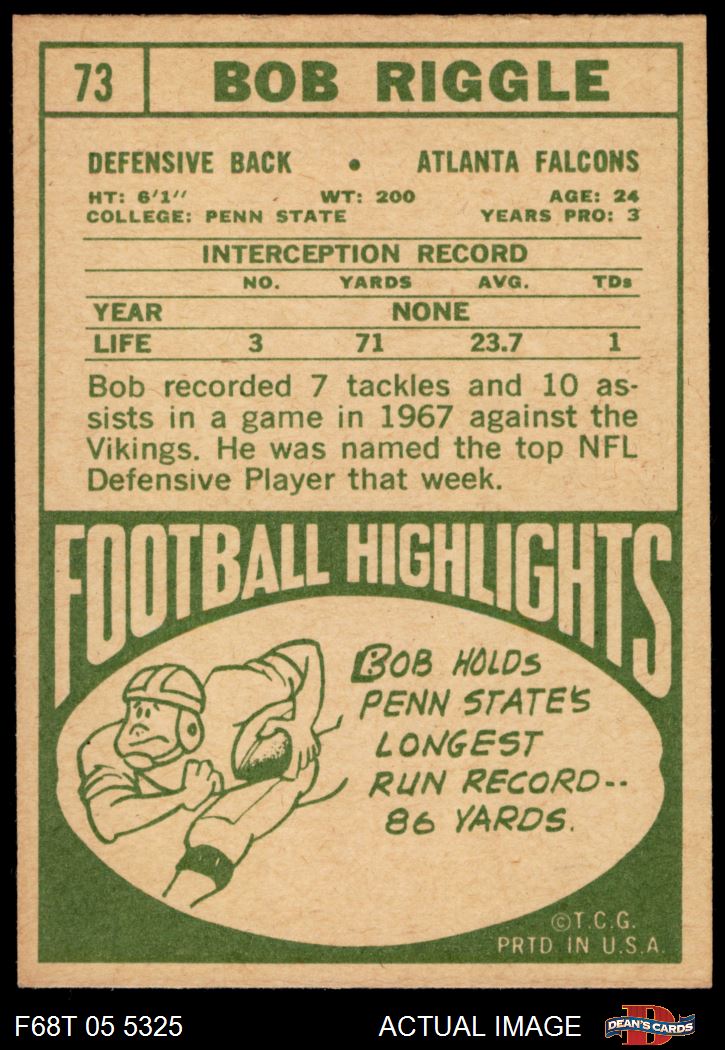 73 BOB RIGGLE
DEFENSIVE BACK • ATLANTA FALCONS
HT: 6'1" WT: 200 AGE: 24
COLLEGE: PENN STATE YEARS PRO: 3
INTERCEPTION RECORD
NO. YARDS AVG. TDs
YEAR NONE
LIFE 3 71 23.7 1
Bob recorded 7 tackles and 10 as-
sists in a game in 1967 against the
Vikings. He was named the top NFL
Defensive Player that week.
FOOTBALL HIGHLIGHTS
BOB HOLDS
PENN STATE'S
LONGEST
RUN RECORD--
86 YARDS.
©T.C.G.
PRTD IN U.S.A.
F68T 05 5325 ACTUAL IMAGE D DEAN'S CARDS